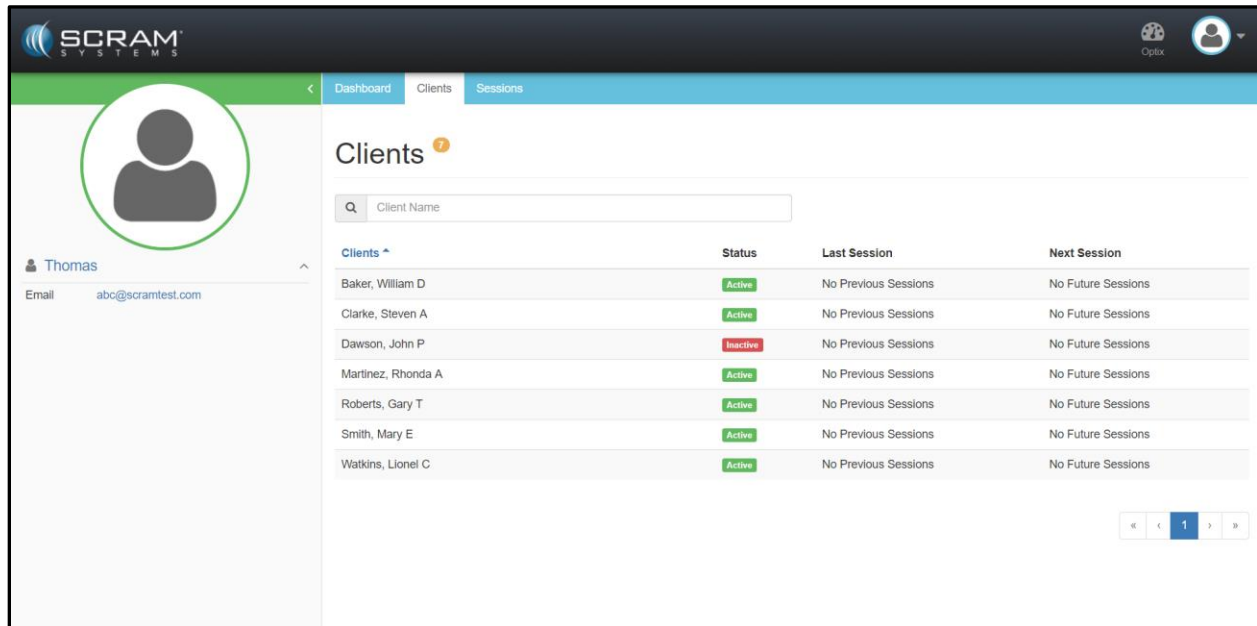 SCRAM
SYSTEMS
Optix
Dashboard Clients Sessions
Clients 7
Client Name
Thomas
Email abc@scramtest.com
Clients Status Last Session Next Session
Baker, William D Active No Previous Sessions No Future Sessions
Clarke, Steven A Active No Previous Sessions No Future Sessions
Dawson, John P Inactive No Previous Sessions No Future Sessions
Martinez, Rhonda A Active No Previous Sessions No Future Sessions
Roberts, Gary T Active No Previous Sessions No Future Sessions
Smith, Mary E Active No Previous Sessions No Future Sessions
Watkins, Lionel C Active No Previous Sessions No Future Sessions
« ‹ 1 › »